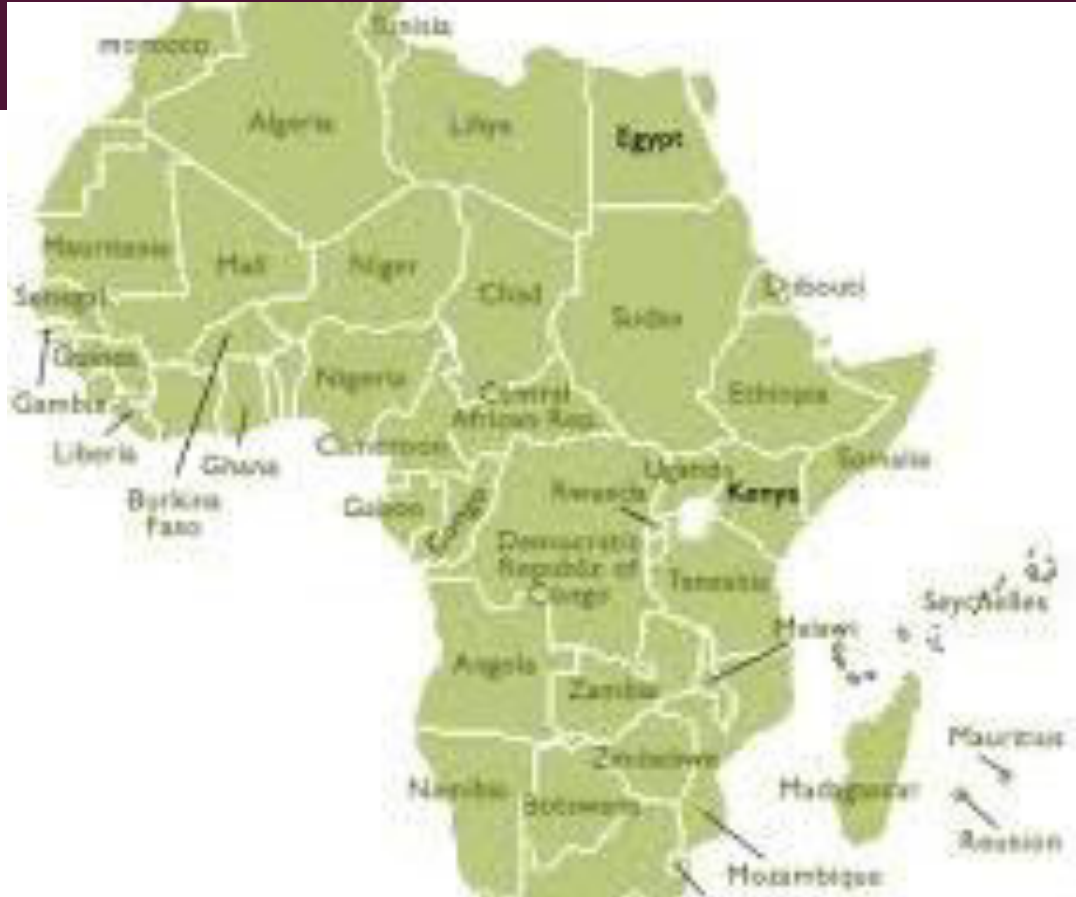 Tunisia
morocco
Algeria
Libya
Egypt
Mauritania
Mali
Niger
Chad
Sudan
Djibouti
Senegal
Guinea
Gambia
Liberia
Ghana
Burkina
Faso
Nigeria
Central
African Rep.
Cameroon
Ethiopia
Somalia
Gabon
Congo
Uganda
Rwanda
Kenya
Democratic
Republic of
Congo
Tanzania
Seychelles
Malawi
Angola
Zambia
Zimbabwe
Namibia
Botswana
Madagascar
Mauritius
Reunion
Mozambique